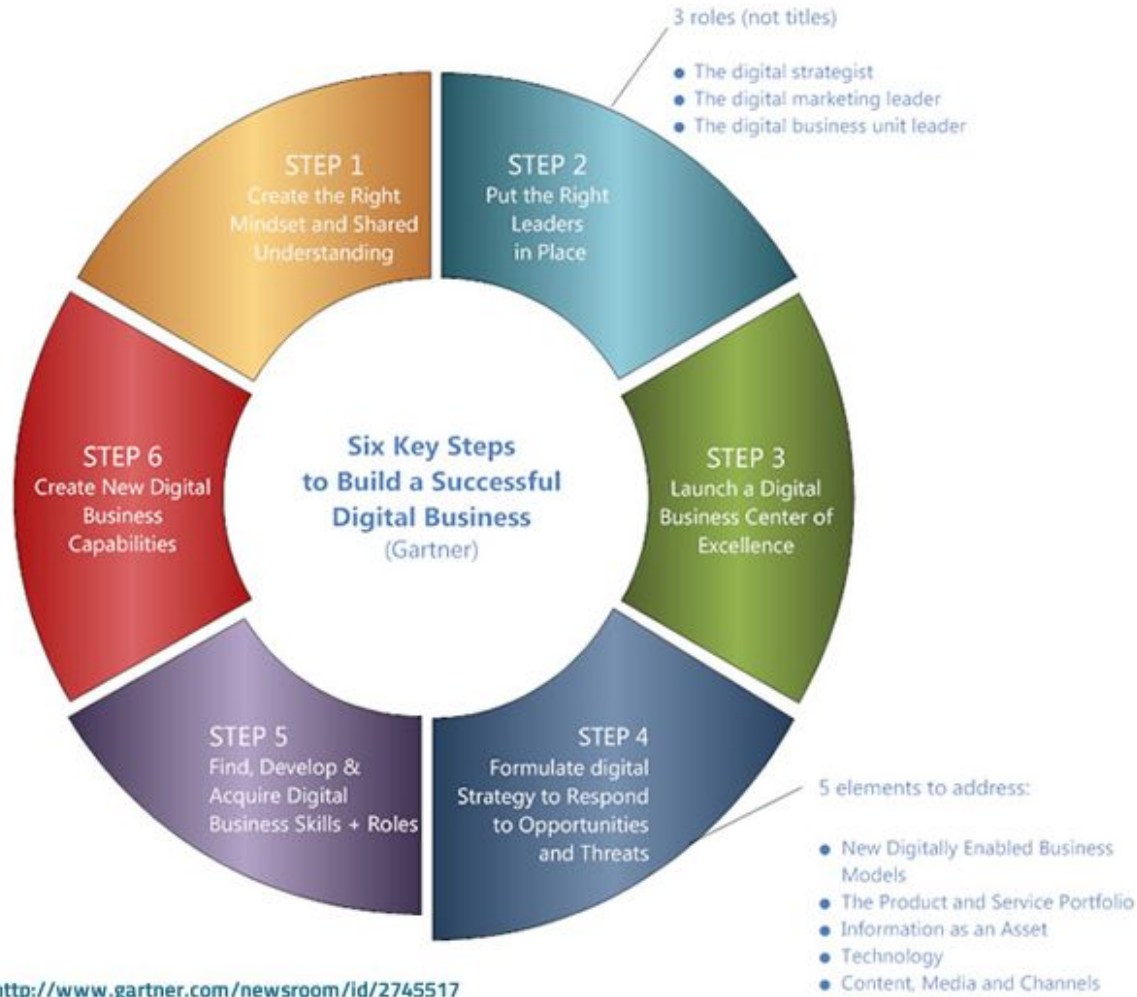 3 roles (not titles)
● The digital strategist
● The digital marketing leader
● The digital business unit leader
STEP 1
Create the Right
Mindset and Shared
Understanding
STEP 2
Put the Right
Leaders
in Place
STEP 3
Launch a Digital
Business Center of
Excellence
STEP 4
Formulate digital
Strategy to Respond
to Opportunities
and Threats
5 elements to address:
● New Digitally Enabled Business
Models
● The Product and Service Portfolio
● Information as an Asset
● Technology
● Content, Media and Channels
STEP 5
Find, Develop &
Acquire Digital
Business Skills + Roles
STEP 6
Create New Digital
Business
Capabilities
Six Key Steps
to Build a Successful
Digital Business
(Gartner)
http://www.gartner.com/newsroom/id/2745517